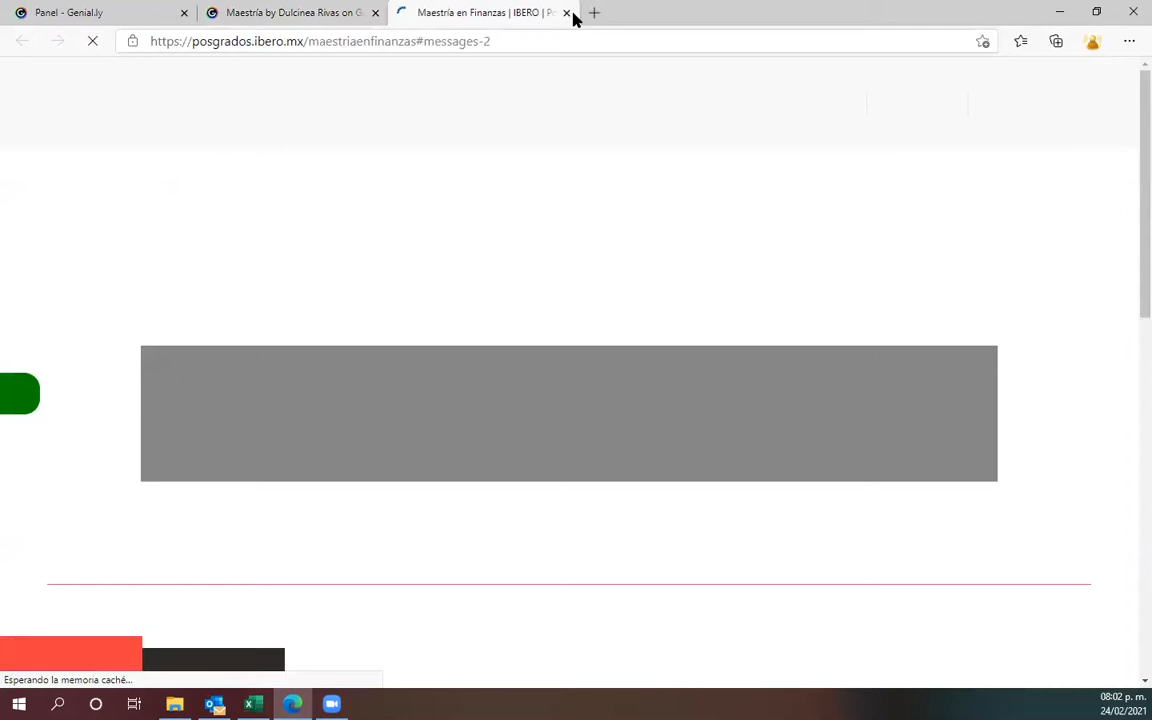 Panel - Genial.ly
Maestría by Dulcinea Rivas on G
Maestría en Finanzas | IBERO | Po
https://posgrados.ibero.mx/maestriaenfinanzas#messages-2
Esperando la memoria caché...
08:02 p. m.
24/02/2021